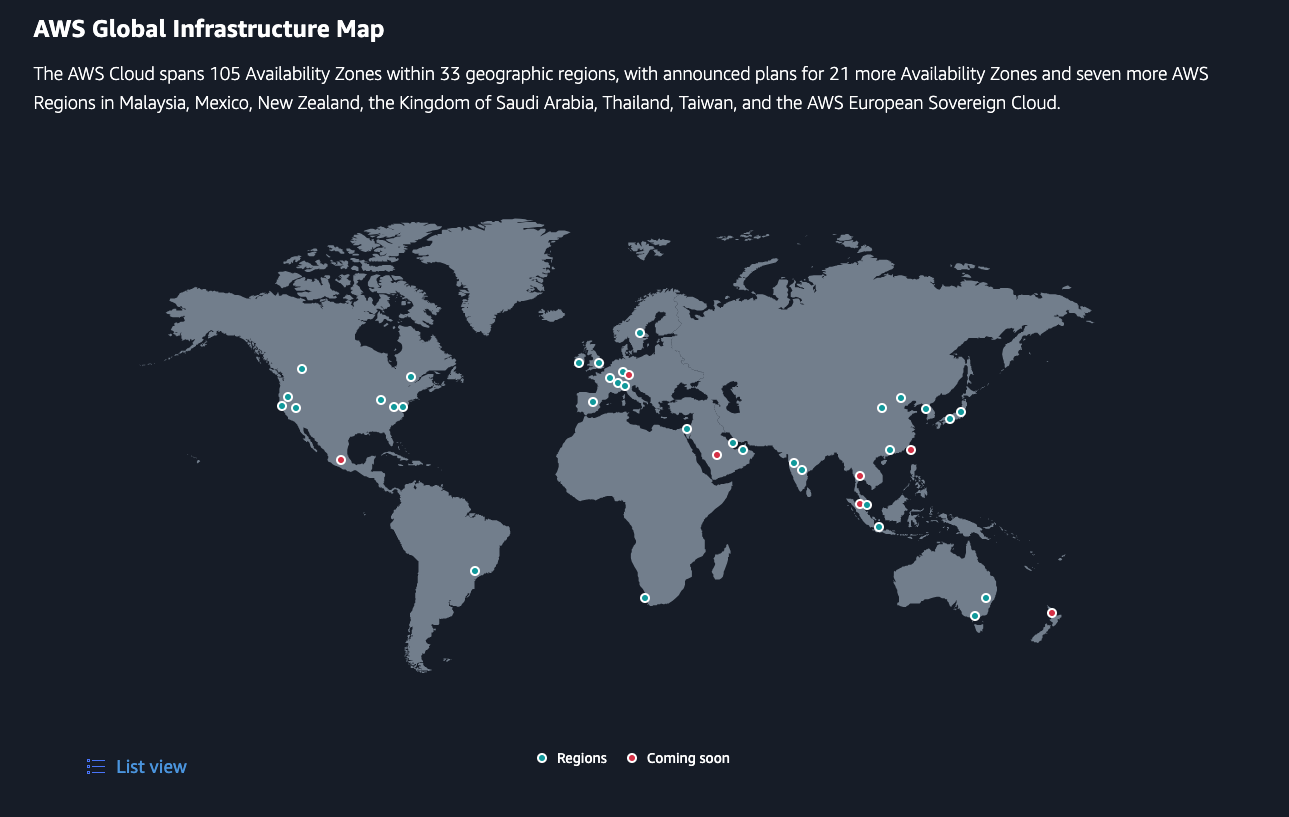 AWS Global Infrastructure Map
The AWS Cloud spans 105 Availability Zones within 33 geographic regions, with announced plans for 21 more Availability Zones and seven more AWS
Regions in Malaysia, Mexico, New Zealand, the Kingdom of Saudi Arabia, Thailand, Taiwan, and the AWS European Sovereign Cloud.
Regions
Coming soon
List view